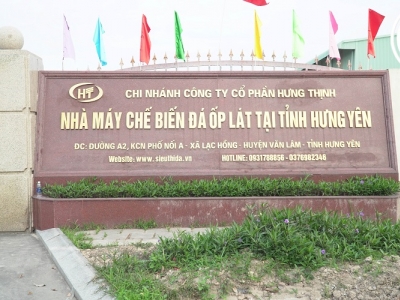 HT
CHI NHÁNH CÔNG TY CỔ PHẦN HƯNG THỊNH
NHÀ MÁY CHẾ BIẾN ĐÁ ỐP LÁT TẠI TỈNH HƯNG YÊN
ĐC: ĐƯỜNG A2, KCN PHỐ NỐI A - XÃ LẠC HỒNG - HUYỆN VĂN LÂM - TỈNH HƯNG YÊN
Website: www.sieuthida.vn HOTLINE: 0931788856 - 0376982346